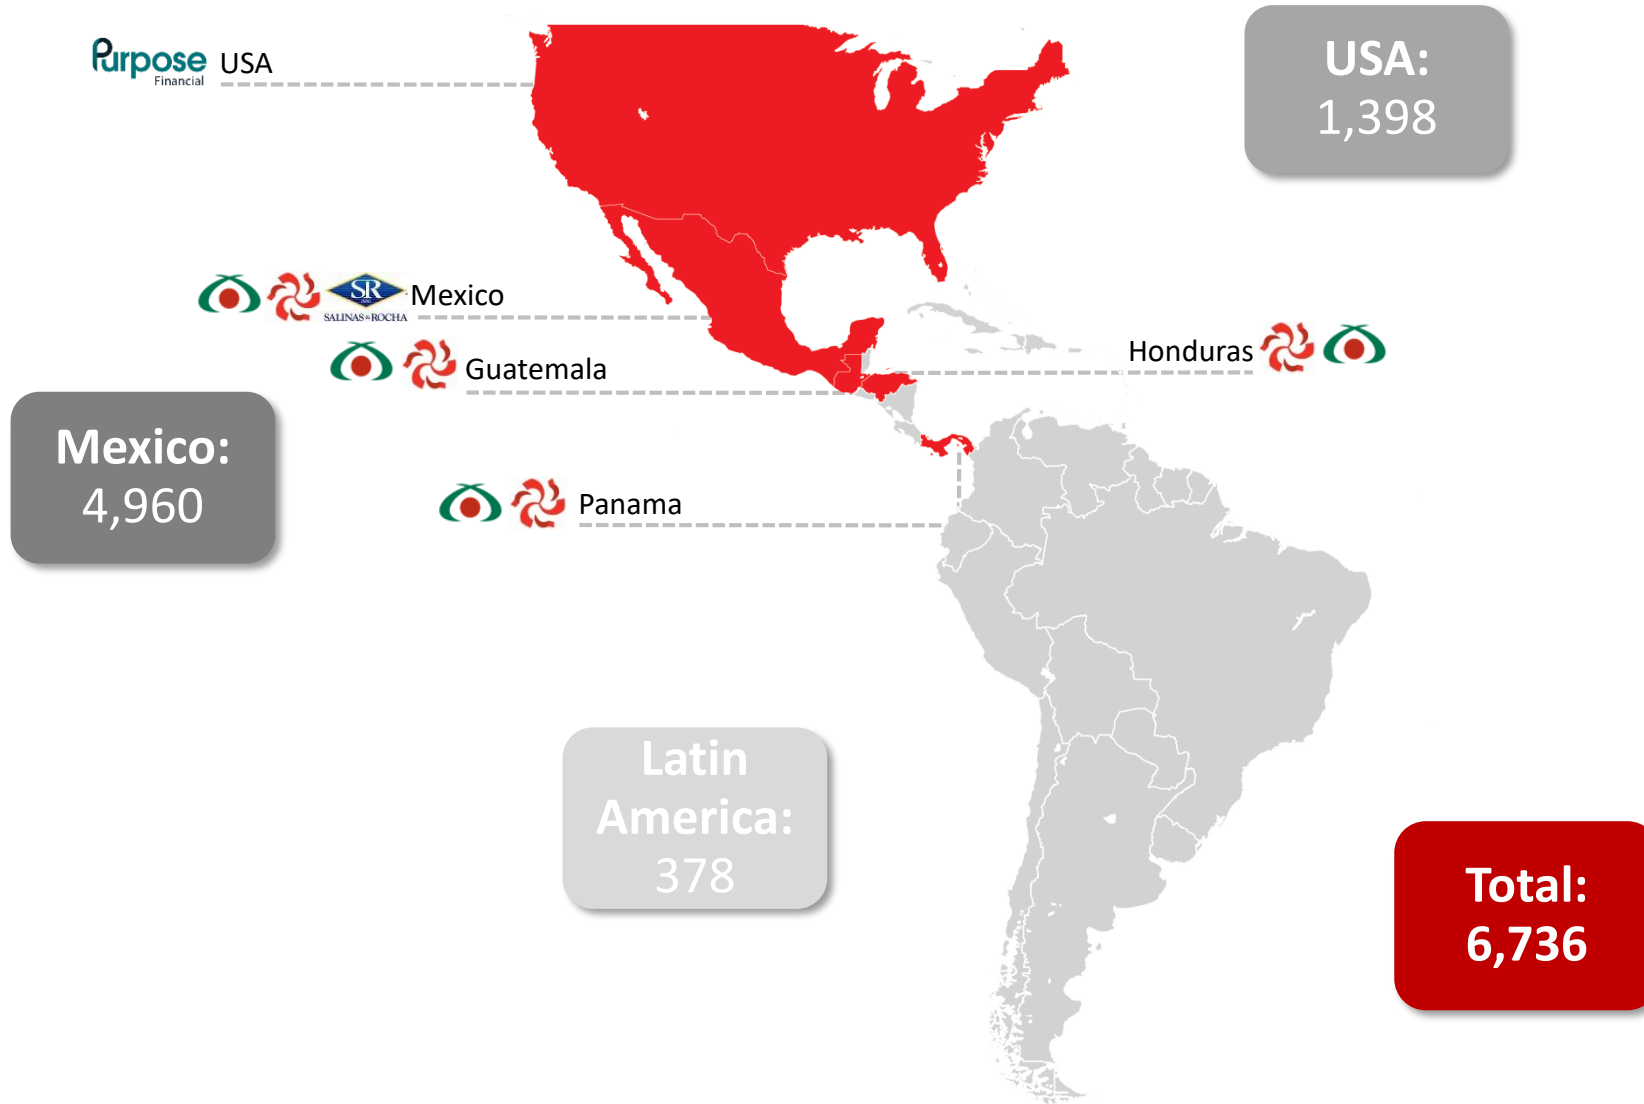 Purpose
Financial
USA
USA:
1,398
SR
SALINAS & ROCHA
Mexico
Guatemala
Honduras
Mexico:
4,960
Panama
Latin
America:
378
Total:
6,736